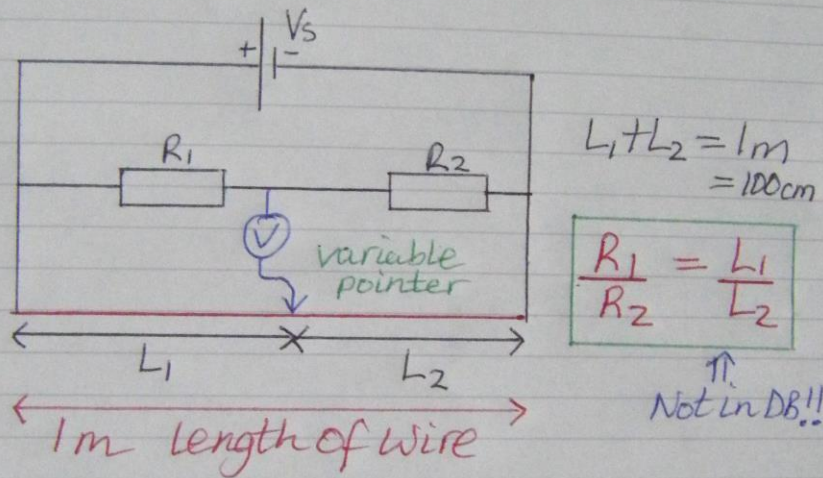 + Vs -
R₁
R₂
V
variable
pointer
L₁
L₂
1m length of wire
L₁+L₂ = 1m
= 100cm
R₁/R₂ = L₁/L₂
Not in DB!!